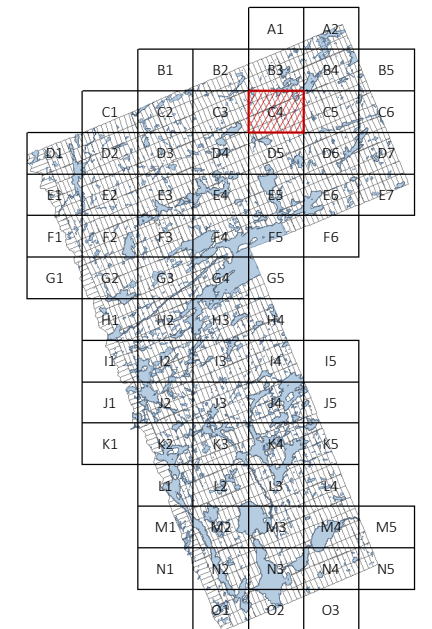 A1 A2
B1 B2 B3 B4 B5
C1 C2 C3 C4 C5 C6
D1 D2 D3 D4 D5 D6 D7
E1 E2 E3 E4 E5 E6 E7
F1 F2 F3 F4 F5 F6
G1 G2 G3 G4 G5
H1 H2 H3 H4
I1 I2 I3 I4 I5
J1 J2 J3 J4 J5
K1 K2 K3 K4 K5
L1 L2 L3 L4
M1 M2 M3 M4 M5
N1 N2 N3 N4 N5
O1 O2 O3